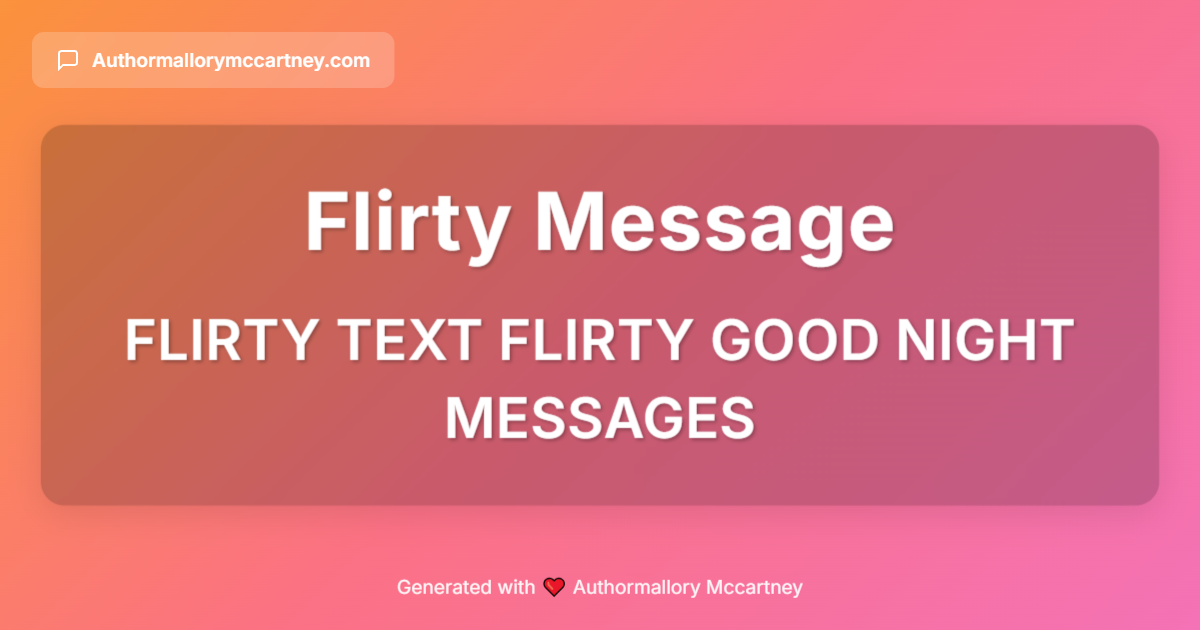 Authormallorymccartney.com
Flirty Message
FLIRTY TEXT FLIRTY GOOD NIGHT
MESSAGES
Generated with ❤️ Authormallory Mccartney